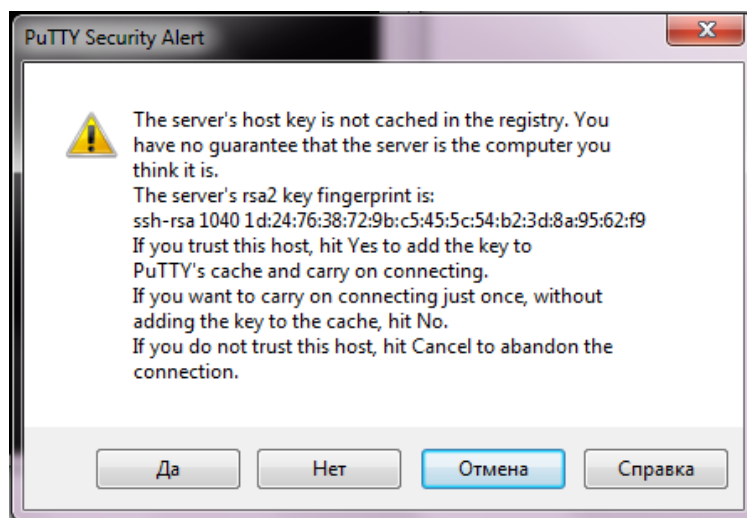 PuTTY Security Alert
The server's host key is not cached in the registry. You
have no guarantee that the server is the computer you
think it is.
The server's rsa2 key fingerprint is:
ssh-rsa 1040 1d:24:76:38:72:9b:c5:45:5c:54:b2:3d:8a:95:62:f9
If you trust this host, hit Yes to add the key to
PuTTY's cache and carry on connecting.
If you want to carry on connecting just once, without
adding the key to the cache, hit No.
If you do not trust this host, hit Cancel to abandon the
connection.
Да Нет Отмена Справка